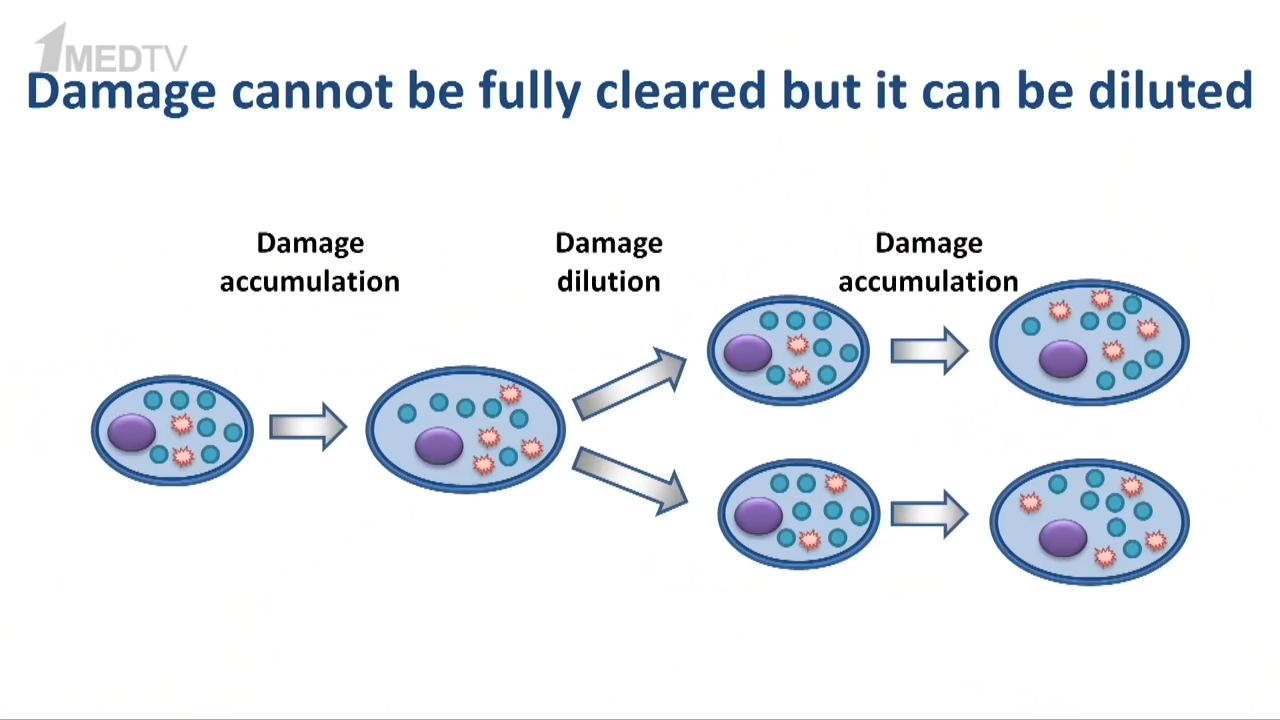 1MEDTV
Damage cannot be fully cleared but it can be diluted
Damage
accumulation
Damage
dilution
Damage
accumulation